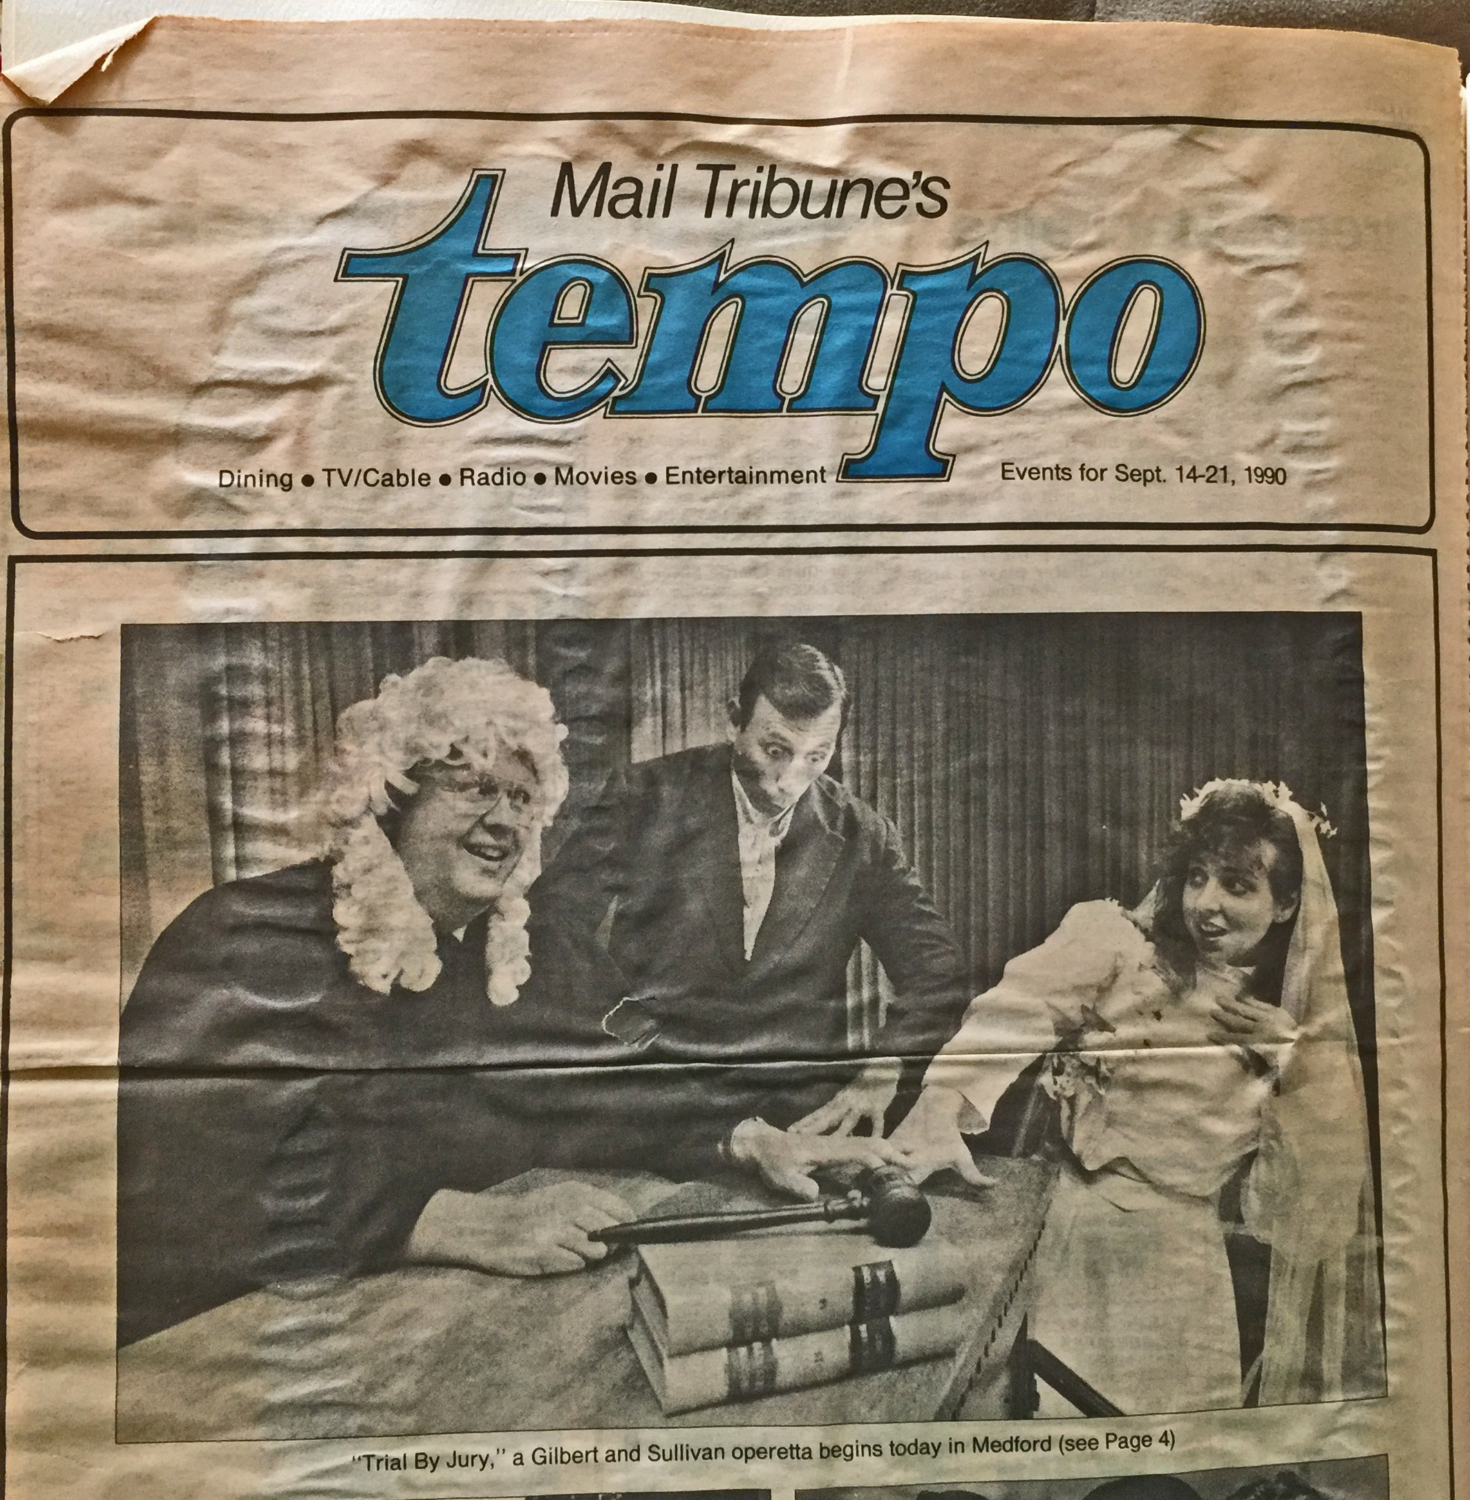 Mail Tribune's
tempo
Dining ● TV/Cable ● Radio ● Movies ● Entertainment
Events for Sept. 14-21, 1990
"Trial By Jury," a Gilbert and Sullivan operetta begins today in Medford (see Page 4)